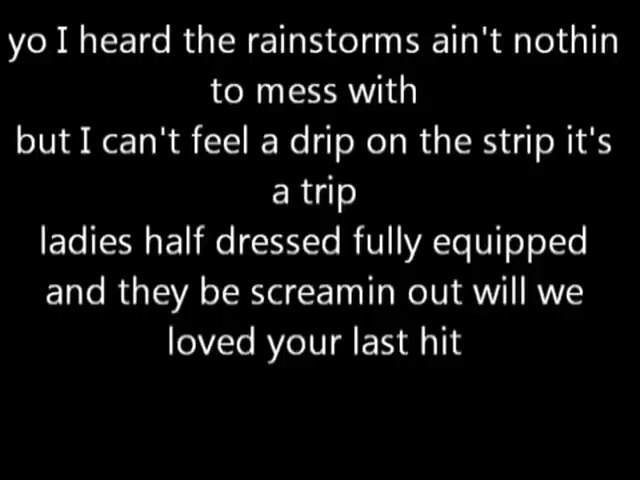 yo I heard the rainstorms ain't nothin
to mess with
but I can't feel a drip on the strip it's
a trip
ladies half dressed fully equipped
and they be screamin out will we
loved your last hit